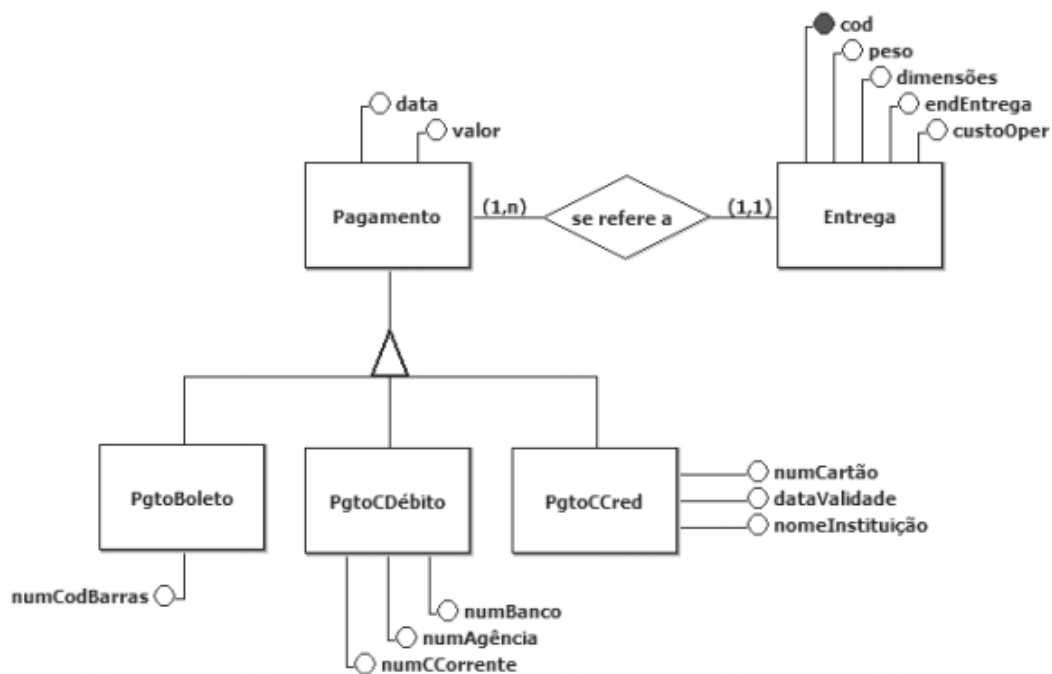 cod
peso
dimensões
endEntrega
custoOper
data
valor
Pagamento
(1,n)
se refere a
(1,1)
Entrega
PgtoBoleto
PgtoCDébito
PgtoCCred
numCartão
dataValidade
nomeInstituição
numCodBarras
numBanco
numAgência
numCCorrente